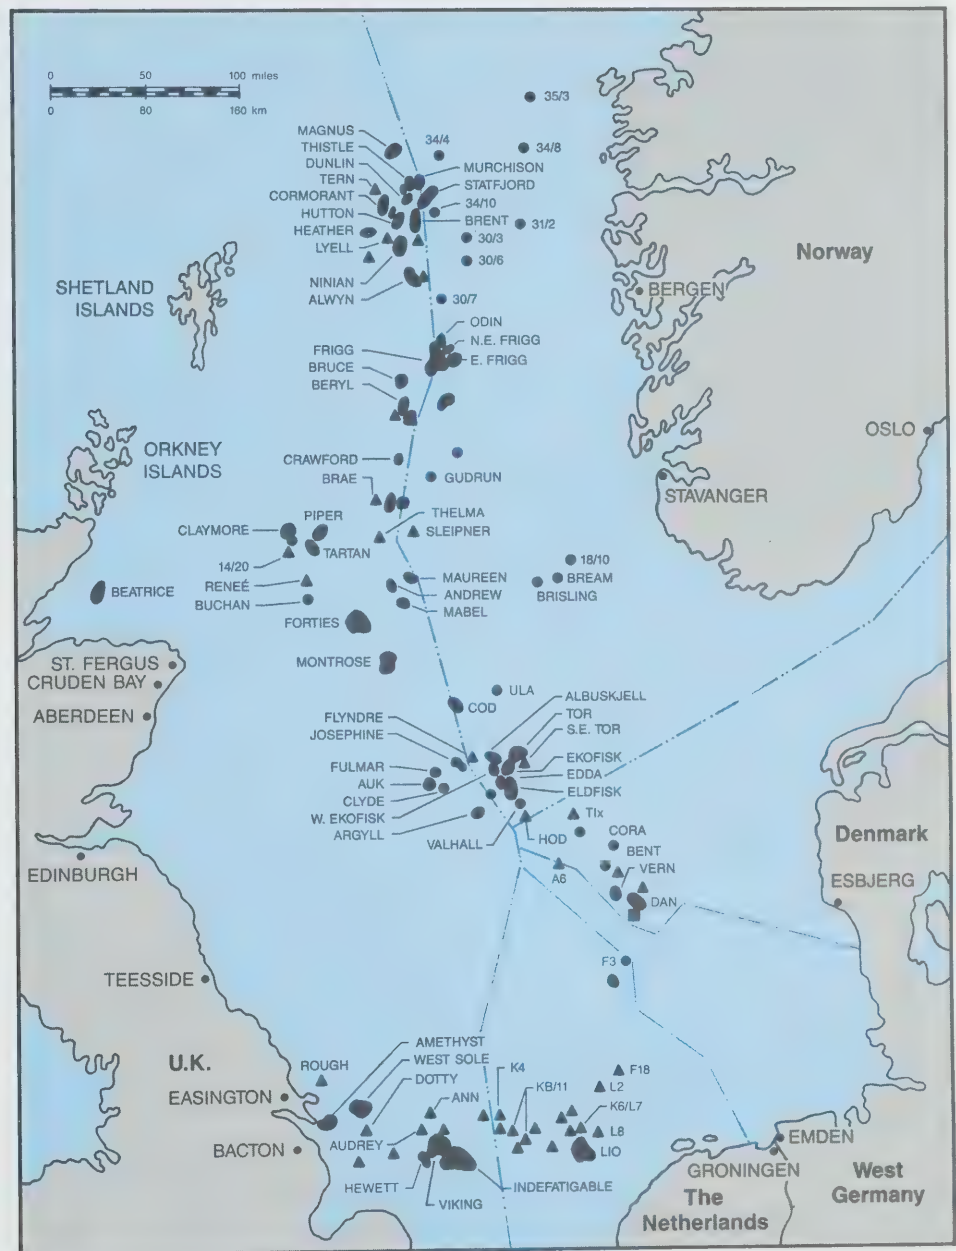 0 50 100 miles
0 80 160 km
35/3
MAGNUS
34/4
THISTLE
34/8
DUNLIN
MURCHISON
TERN
STATFJORD
CORMORANT
34/10
HUTTON
BRENT
31/2
HEATHER
30/3
LYELL
30/6
Norway
SHETLAND
ISLANDS
NINIAN
ALWYN
30/7
BERGEN
ODIN
N.E. FRIGG
FRIGG
E. FRIGG
BRUCE
BERYL
ORKNEY
ISLANDS
OSLO
CRAWFORD
BRAE
GUDRUN
STAVANGER
THELMA
PIPER
CLAYMORE
SLEIPNER
TARTAN
14/20
18/10
RENEÉ
MAUREEN
BREAM
BEATRICE
ANDREW
BRISLING
BUCHAN
MABEL
FORTIES
ST. FERGUS
MONTROSE
CRUDEN BAY
ULA
ALBUSKJELL
COD
ABERDEEN
FLYNDRE
TOR
JOSEPHINE
S.E. TOR
FULMAR
EKOFISK
AUK
EDDA
CLYDE
ELDFISK
W. EKOFISK
TIx
ARGYLL
VALHALL
HOD
CORA
Denmark
BENT
EDINBURGH
A6
VERN
ESBJERG
DAN
F3
TEESSIDE
AMETHYST
U.K.
ROUGH
WEST SOLE
DOTTY
K4
F18
EASINGTON
ANN
KB/11
L2
K6/L7
BACTON
AUDREY
L8
LIO
EMDEN
GRONINGEN
HEWETT
INDEFATIGABLE
VIKING
The
Netherlands
West
Germany